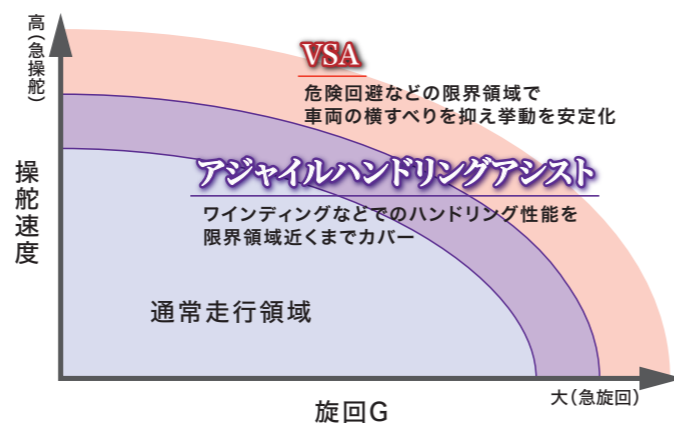 高（急操舵）
VSA
危険回避などの限界領域で
車両の横すべりを抑え挙動を安定化
アジャイルハンドリングアシスト
ワインディングなどでのハンドリング性能を
限界領域近くまでカバー
操舵速度
通常走行領域
大（急旋回）
旋回G